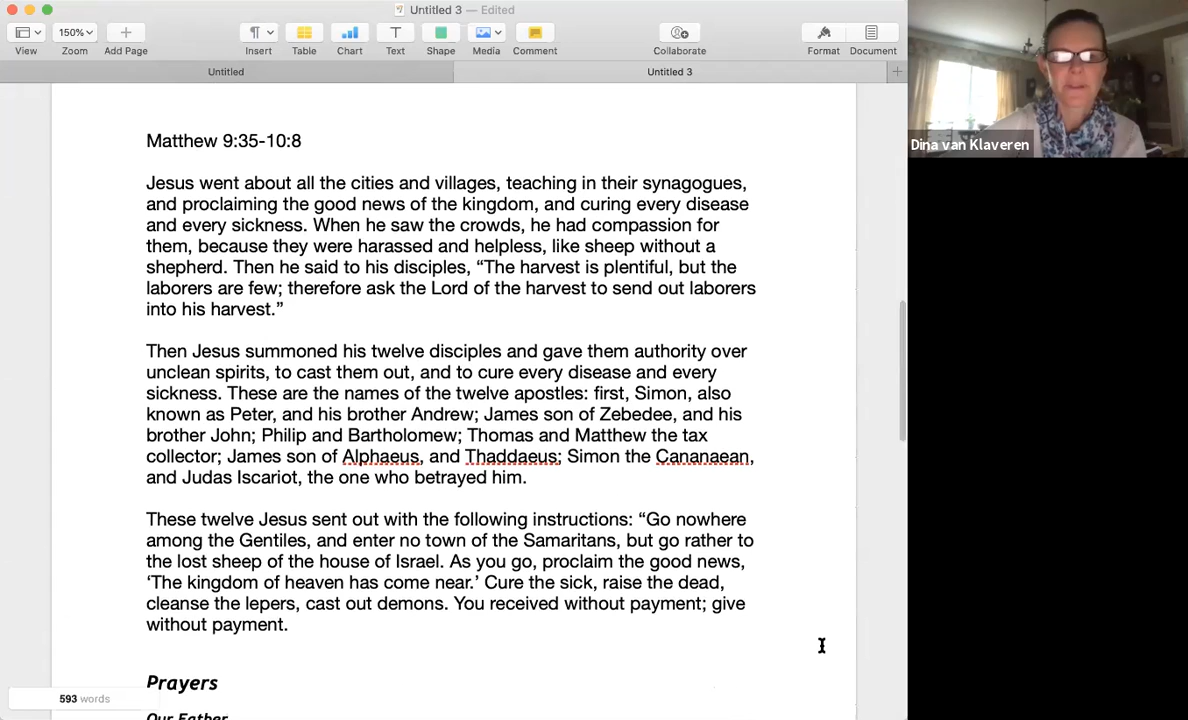 Untitled 3 — Edited
150%
View
Zoom
Add Page
Insert
Table
Chart
Text
Shape
Media
Comment
Collaborate
Format
Document
Untitled
Untitled 3
Matthew 9:35-10:8
Jesus went about all the cities and villages, teaching in their synagogues,
and proclaiming the good news of the kingdom, and curing every disease
and every sickness. When he saw the crowds, he had compassion for
them, because they were harassed and helpless, like sheep without a
shepherd. Then he said to his disciples, “The harvest is plentiful, but the
laborers are few; therefore ask the Lord of the harvest to send out laborers
into his harvest.”
Then Jesus summoned his twelve disciples and gave them authority over
unclean spirits, to cast them out, and to cure every disease and every
sickness. These are the names of the twelve apostles: first, Simon, also
known as Peter, and his brother Andrew; James son of Zebedee, and his
brother John; Philip and Bartholomew; Thomas and Matthew the tax
collector; James son of Alphaeus, and Thaddaeus; Simon the Cananaean,
and Judas Iscariot, the one who betrayed him.
These twelve Jesus sent out with the following instructions: “Go nowhere
among the Gentiles, and enter no town of the Samaritans, but go rather to
the lost sheep of the house of Israel. As you go, proclaim the good news,
‘The kingdom of heaven has come near.’ Cure the sick, raise the dead,
cleanse the lepers, cast out demons. You received without payment; give
without payment.
Prayers
Our Father
593 words
Dina van Klaveren